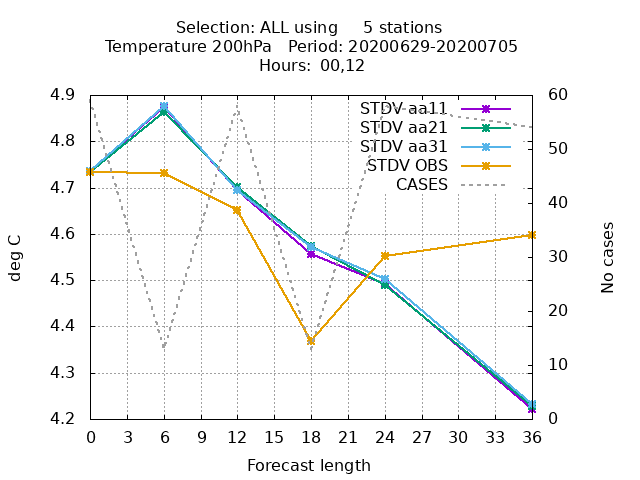 Selection: ALL using     5 stations
Temperature 200hPa   Period: 20200629-20200705
Hours:  00,12
4.9
4.8
4.7
4.6
4.5
4.4
4.3
4.2
deg C
STDV aa11
STDV aa21
STDV aa31
STDV OBS
CASES
60
50
40
30
20
10
0
No cases
0 3 6 9 12 15 18 21 24 27 30 33 36
Forecast length